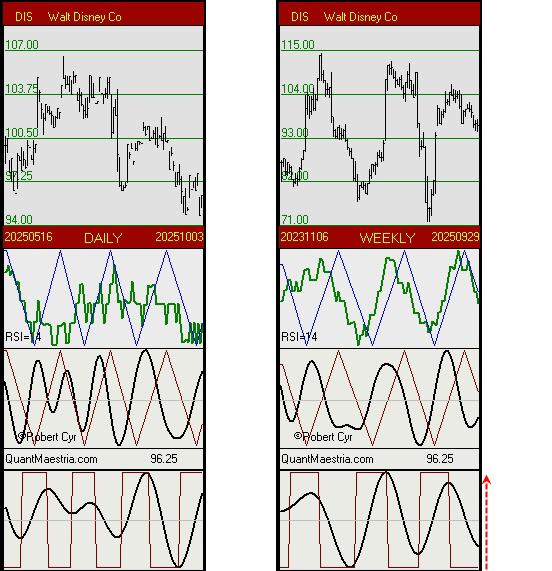 DIS Walt Disney Co
107.00
103.75
100.50
97.25
94.00
20250516 DAILY 20251003
RSI=14
©Robert Cyr
QuantMaestria.com 96.25
DIS Walt Disney Co
115.00
104.00
93.00
82.00
71.00
20231106 WEEKLY 20250929
RSI=14
©Robert Cyr
QuantMaestria.com 96.25